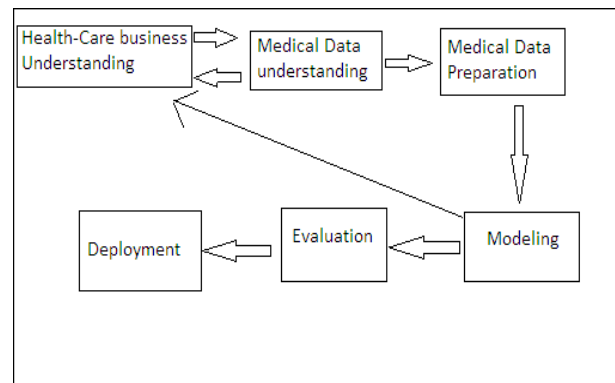 Health-Care business
Understanding
Medical Data
understanding
Medical Data
Preparation
Deployment
Evaluation
Modeling